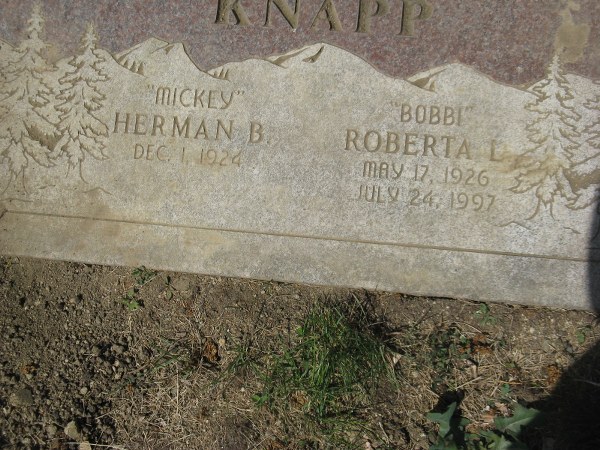 KNAPP
"MICKEY"
HERMAN B.
DEC. 1, 1924
"BOBBI"
ROBERTA L.
MAY 17, 1926
JULY 24, 1997